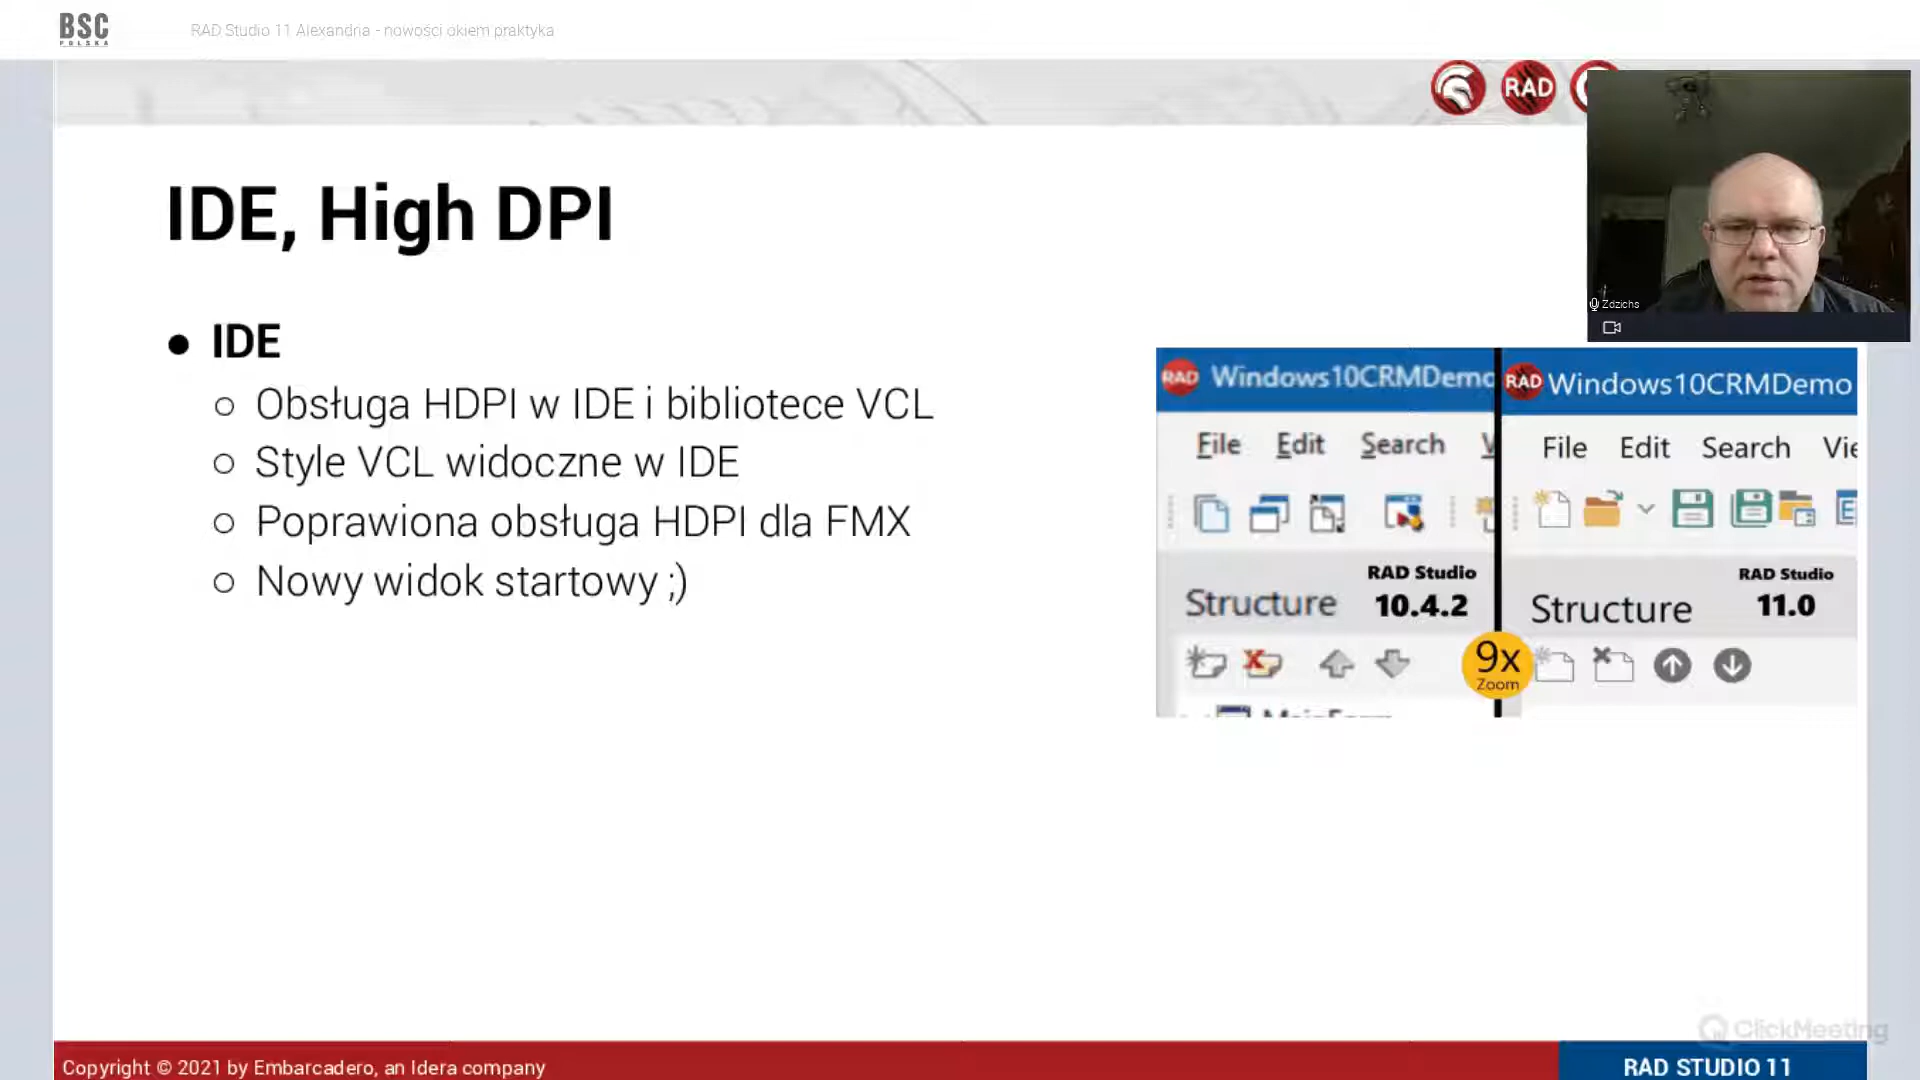 BSC
POLSKA
RAD Studio 11 Alexandria - nowości okiem praktyka
RAD
IDE, High DPI
IDE
Obsługa HDPI w IDE i bibliotece VCL
Style VCL widoczne w IDE
Poprawiona obsługa HDPI dla FMX
Nowy widok startowy ;)
Zdzichs
RAD Windows10CRMDemo
File Edit Search V
Structure
RAD Studio
10.4.2
RAD Windows10CRMDemo
File Edit Search Vie
Structure
RAD Studio
11.0
9x
Zoom
ClickMeeting
Copyright © 2021 by Embarcadero, an Idera company
RAD STUDIO 11